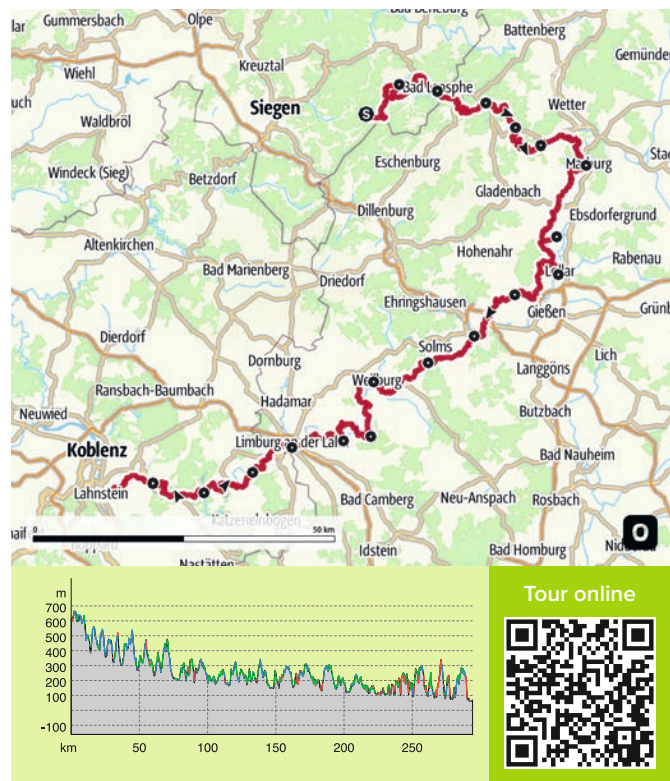 Gummersbach
Olpe
Battenberg
Wiehl
Kreuztal
Gemünden
Siegen
Bad Laasphe
Wetter
Waldbröl
S
Eschenburg
Marburg
Windeck (Sieg)
Betzdorf
Gladenbach
Dillenburg
Ebsdorfergrund
Altenkirchen
Hohenahr
Bad Marienberg
Driedorf
Lollar
Rabenau
Ehringshausen
Gießen
Dierdorf
Solms
Dornburg
Langgöns
Lich
Weilburg
Ransbach-Baumbach
Hadamar
Butzbach
Neuwied
Limburg an der Lahn
Koblenz
Bad Nauheim
Lahnstein
Bad Camberg
Neu-Anspach
Rosbach
Katzenelnbogen
0
50 km
Nastätten
Idstein
Bad Homburg
O
m
700
600
500
400
300
200
100
-100
km
50
100
150
200
250
Tour online